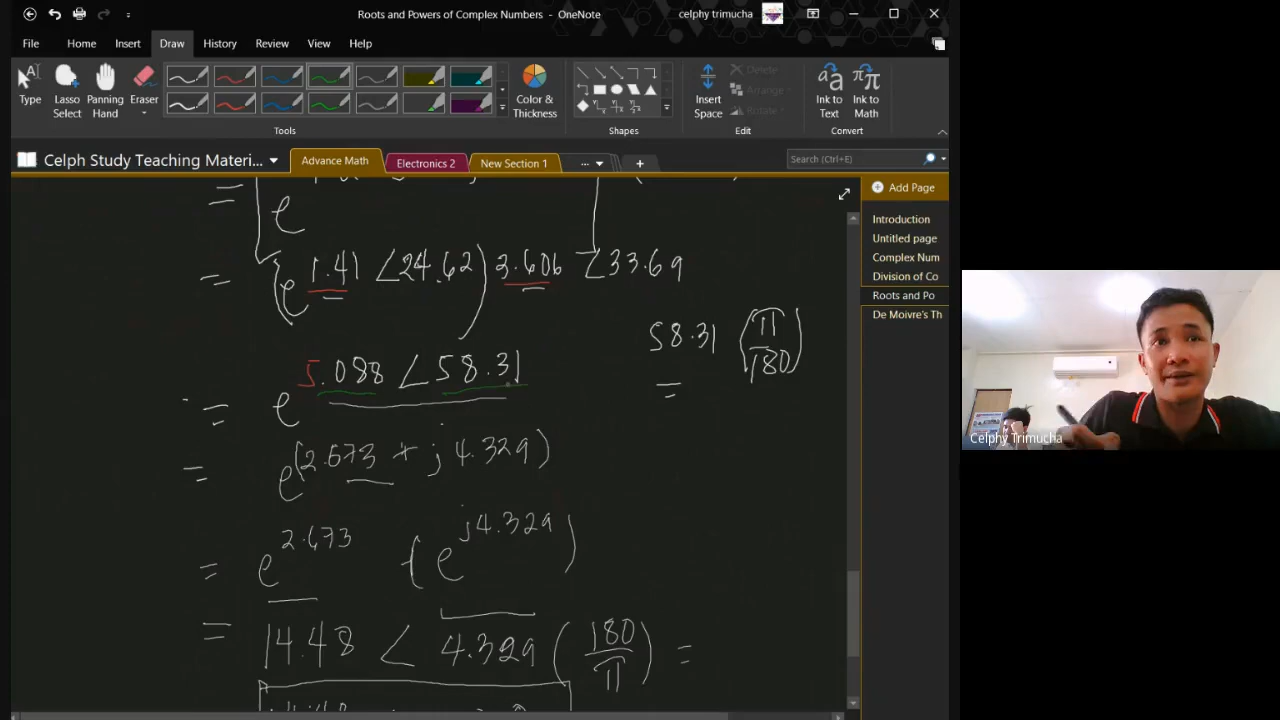 Roots and Powers of Complex Numbers - OneNote
celphy trimucha
File Home Insert Draw History Review View Help
Type
Lasso Select
Panning Hand
Eraser
Color & Thickness
Insert Space
Delete
Arrange
Rotate
Ink to Text
Ink to Math
Tools
Shapes
Edit
Convert
Celph Study Teaching Materi...
Advance Math
Electronics 2
New Section 1
...
+
Search (Ctrl+E)
Add Page
Introduction
Untitled page
Complex Num
Division of Co
Roots and Po
De Moivre's Th
= e
= (e 1.41 ∠24.62) 3.606 ∠33.69
58.31 (π/180)
=
= e 5.088 ∠58.31
= e(2.673 + j4.329)
= e2.673 (e j4.329)
= 14.48 ∠ 4.329 (180/π) =
Celphy Trimucha